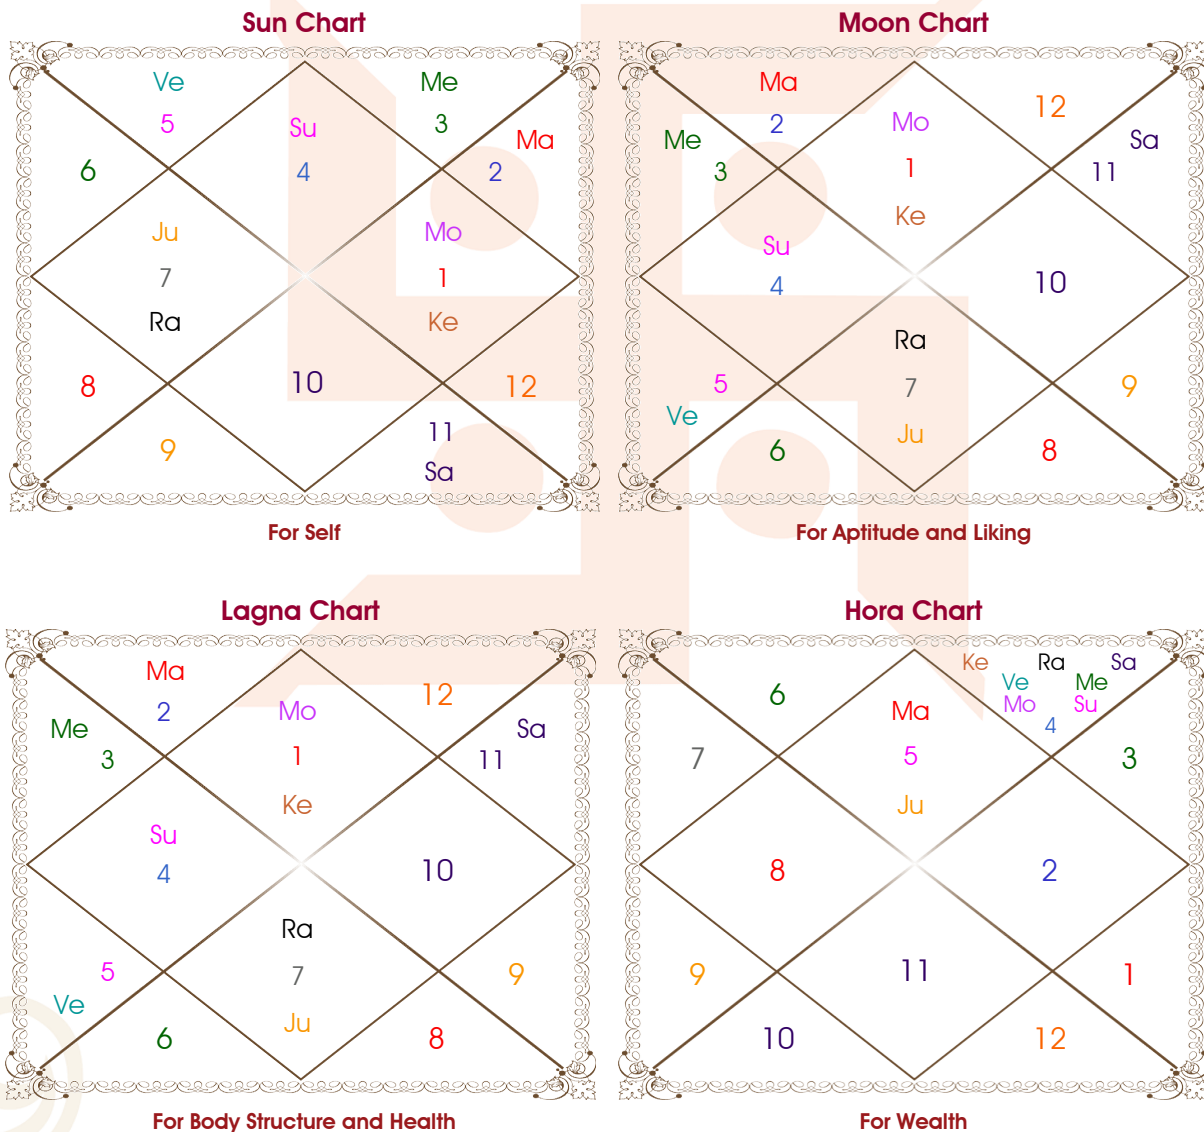 Sun Chart
Ve
Me
5
Su
3
Ma
6
4
2
Ju
Mo
7
1
Ra
Ke
8
10
12
9
11
Sa
For Self
Moon Chart
Ma
12
Me
2
Mo
Sa
3
1
11
Ke
Su
4
10
Ra
5
7
9
Ve
Ju
6
8
For Aptitude and Liking
Lagna Chart
Ma
12
2
Mo
Me
Sa
3
1
11
Ke
Su
4
10
Ra
5
7
9
Ve
Ju
6
8
For Body Structure and Health
Hora Chart
Ke Ra Sa
Ve Me
6
Mo Su
Ma
4
7
5
3
Ju
8
2
9
11
1
10
12
For Wealth